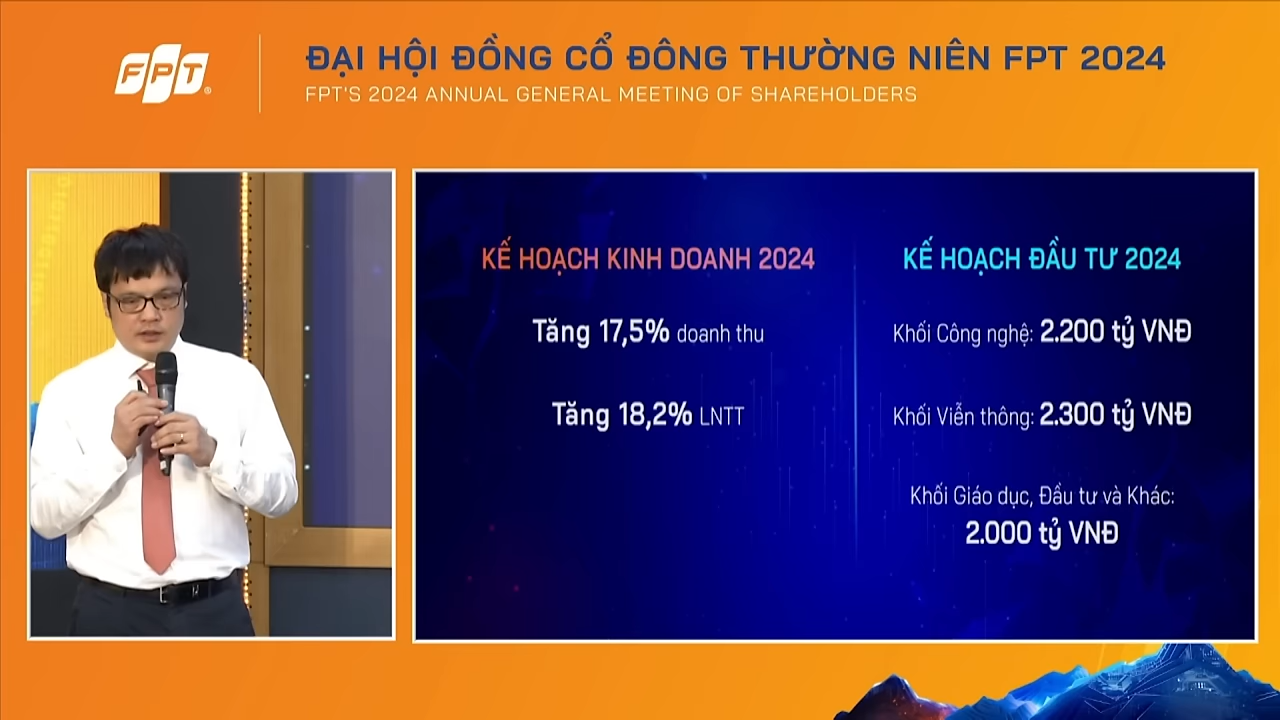 FPT®
ĐẠI HỘI ĐỒNG CỔ ĐÔNG THƯỜNG NIÊN FPT 2024
FPT'S 2024 ANNUAL GENERAL MEETING OF SHAREHOLDERS
KẾ HOẠCH KINH DOANH 2024
Tăng 17,5% doanh thu
Tăng 18,2% LNTT
KẾ HOẠCH ĐẦU TƯ 2024
Khối Công nghệ: 2.200 tỷ VNĐ
Khối Viễn thông: 2.300 tỷ VNĐ
Khối Giáo dục, Đầu tư và Khác:
2.000 tỷ VNĐ